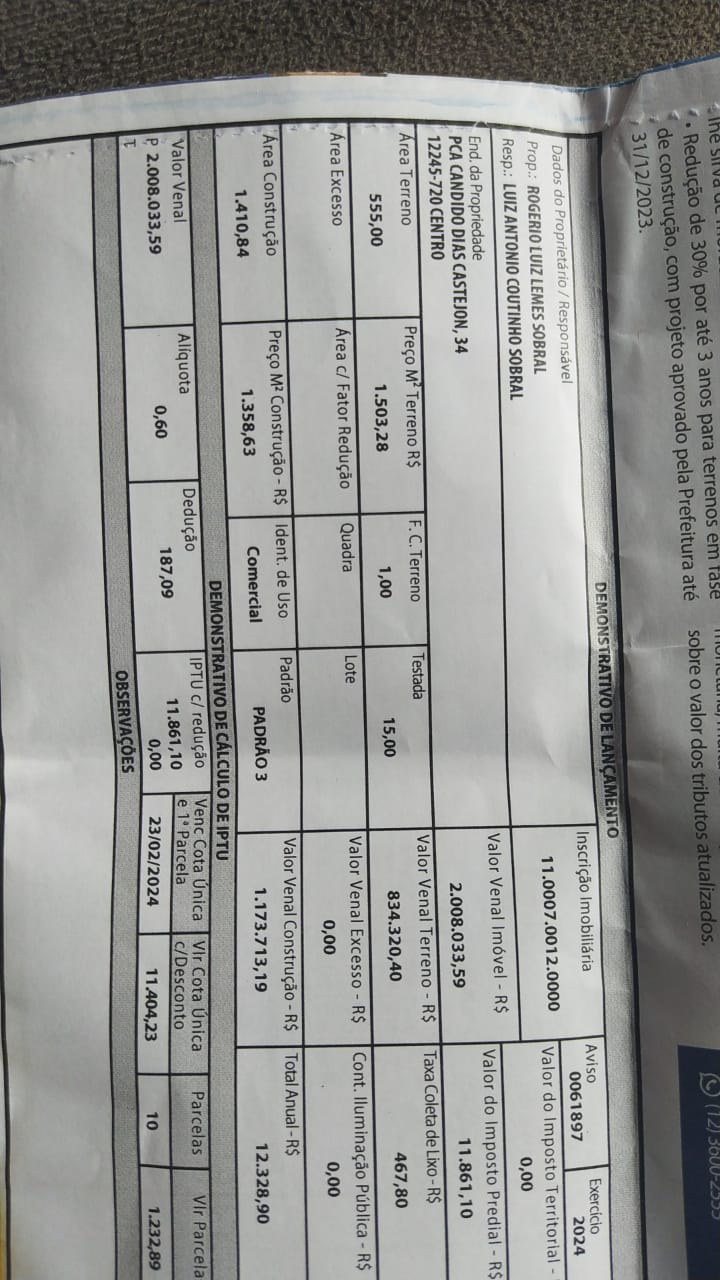 • Redução de 30% por até 3 anos para terrenos em fase
de construção, com projeto aprovado pela Prefeitura até
31/12/2023.
sobre o valor dos tributos atualizados.
DEMONSTRATIVO DE LANÇAMENTO
Dados do Proprietário / Responsável
Prop.: ROGERIO LUIZ LEMES SOBRAL
Resp.: LUIZ ANTONIO COUTINHO SOBRAL
Inscrição Imobiliária
11.0007.0012.0000
Aviso
0061897
Exercício
2024
Valor do Imposto Territorial -
0,00
End. da Propriedade
PCA CANDIDO DIAS CASTEJON, 34
12245-720 CENTRO
Valor Venal Imóvel - R$
2.008.033,59
Valor do Imposto Predial - R$
11.861,10
Área Terreno
555,00
Preço M² Terreno R$
1.503,28
F. C. Terreno
1,00
Testada
15,00
Valor Venal Terreno - R$
834.320,40
Taxa Coleta de Lixo - R$
467,80
Área Excesso
Área c/ Fator Redução
Quadra
Lote
Valor Venal Excesso - R$
0,00
Cont. Iluminação Pública - R$
0,00
Área Construção
1.410,84
Preço M² Construção - R$
1.358,63
Ident. de Uso
Comercial
Padrão
PADRÃO 3
Valor Venal Construção - R$
1.173.713,19
Total Anual - R$
12.328,90
DEMONSTRATIVO DE CÁLCULO DE IPTU
Valor Venal
P 2.008.033,59
T
Alíquota
0,60
Dedução
187,09
IPTU c/ redução
11.861,10
0,00
Venc Cota Única
e 1ª Parcela
23/02/2024
Vlr Cota Única
c/Desconto
11.404,23
Parcelas
10
Vlr Parcela
1.232,89
OBSERVAÇÕES